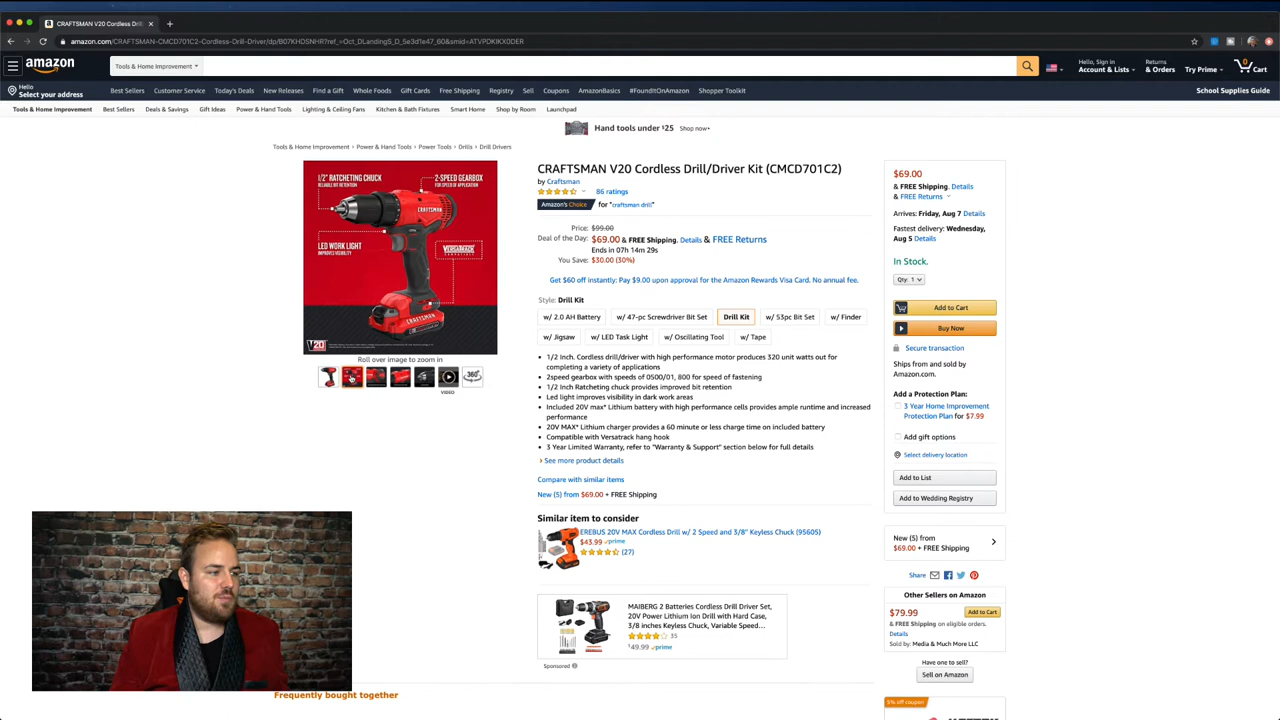 CRAFTSMAN V20 Cordless Drill
amazon.com/CRAFTSMAN-CMCD701C2-Cordless-Drill-Driver/dp/B07KHDSNHR?ref_=Oct_DLandingS_D_5e3d1e47_60&smid=ATVPDKIKX0DER
amazon
Tools & Home Improvement
Hello, Sign in
Account & Lists
Returns
& Orders
Try Prime
0
Cart
Hello
Select your address
Best Sellers Customer Service Today's Deals New Releases Find a Gift Whole Foods Gift Cards Free Shipping Registry Sell Coupons AmazonBasics #FoundItOnAmazon Shopper Toolkit
School Supplies Guide
Tools & Home Improvement Best Sellers Deals & Savings Gift Ideas Power & Hand Tools Lighting & Ceiling Fans Kitchen & Bath Fixtures Smart Home Shop by Room Launchpad
Hand tools under $25 Shop now›
Tools & Home Improvement › Power & Hand Tools › Power Tools › Drills › Drill Drivers
1/2" RATCHETING CHUCK
RELIABLE BIT RETENTION
2-SPEED GEARBOX
FOR SPEED OF APPLICATION
CRAFTSMAN
LED WORK LIGHT
IMPROVES VISIBILITY
VERSATRACK
COMPATIBLE
CRAFTSMAN
V20
Roll over image to zoom in
360°
VIDEO
CRAFTSMAN V20 Cordless Drill/Driver Kit (CMCD701C2)
by Craftsman
86 ratings
Amazon's Choice for "craftsman drill"
Price: $99.00
Deal of the Day: $69.00 & FREE Shipping. Details & FREE Returns
Ends in 07h 14m 29s
You Save: $30.00 (30%)
Get $60 off instantly: Pay $9.00 upon approval for the Amazon Rewards Visa Card. No annual fee.
Style: Drill Kit
w/ 2.0 AH Battery w/ 47-pc Screwdriver Bit Set Drill Kit w/ 53pc Bit Set w/ Finder
w/ Jigsaw w/ LED Task Light w/ Oscillating Tool w/ Tape
• 1/2 Inch. Cordless drill/driver with high performance motor produces 320 unit watts out for
completing a variety of applications
• 2speed gearbox with speeds of 0500/01, 800 for speed of fastening
• 1/2 Inch Ratcheting chuck provides improved bit retention
• Led light improves visibility in dark work areas
• Included 20V max* Lithium battery with high performance cells provides ample runtime and increased
performance
• 20V MAX* Lithium charger provides a 60 minute or less charge time on included battery
• Compatible with Versatrack hang hook
• 3 Year Limited Warranty, refer to "Warranty & Support" section below for full details
› See more product details
Compare with similar items
New (5) from $69.00 + FREE Shipping
Similar item to consider
EREBUS 20V MAX Cordless Drill w/ 2 Speed and 3/8" Keyless Chuck (95605)
$43.99 prime
(27)
MAIBERG 2 Batteries Cordless Drill Driver Set,
20V Power Lithium Ion Drill with Hard Case,
3/8 inches Keyless Chuck, Variable Speed...
35
$49.99 prime
Sponsored
Frequently bought together
$69.00
& FREE Shipping. Details
& FREE Returns
Arrives: Friday, Aug 7 Details
Fastest delivery: Wednesday,
Aug 5 Details
In Stock.
Qty: 1
Add to Cart
Buy Now
Secure transaction
Ships from and sold by
Amazon.com.
Add a Protection Plan:
3 Year Home Improvement
Protection Plan for $7.99
Add gift options
Select delivery location
Add to List
Add to Wedding Registry
New (5) from
$69.00 + FREE Shipping
Share
Other Sellers on Amazon
$79.99
Add to Cart
& FREE Shipping on eligible orders.
Details
Sold by: Media & Much More LLC
Have one to sell?
Sell on Amazon
5% off coupon